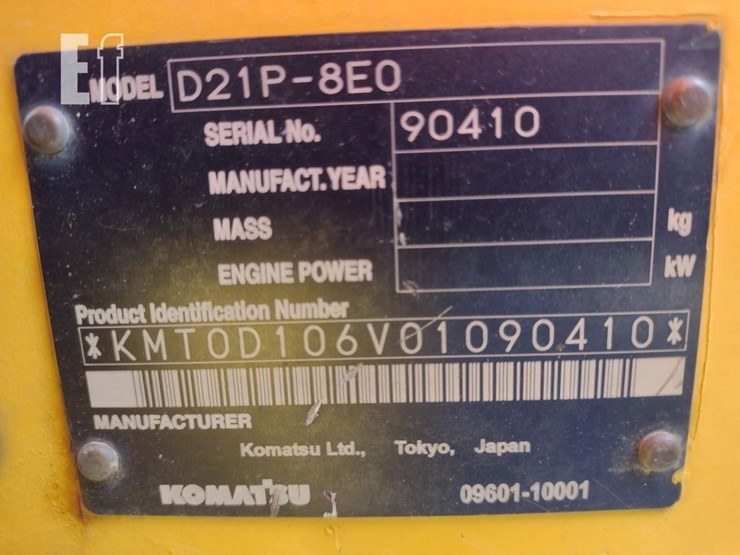 Ef
MODEL D21P-8E0
SERIAL No. 90410
MANUFACT.YEAR
MASS kg
ENGINE POWER kW
Product Identification Number
*KMT0D106V01090410*
MANUFACTURER
Komatsu Ltd., Tokyo, Japan
KOMATSU 09601-10001